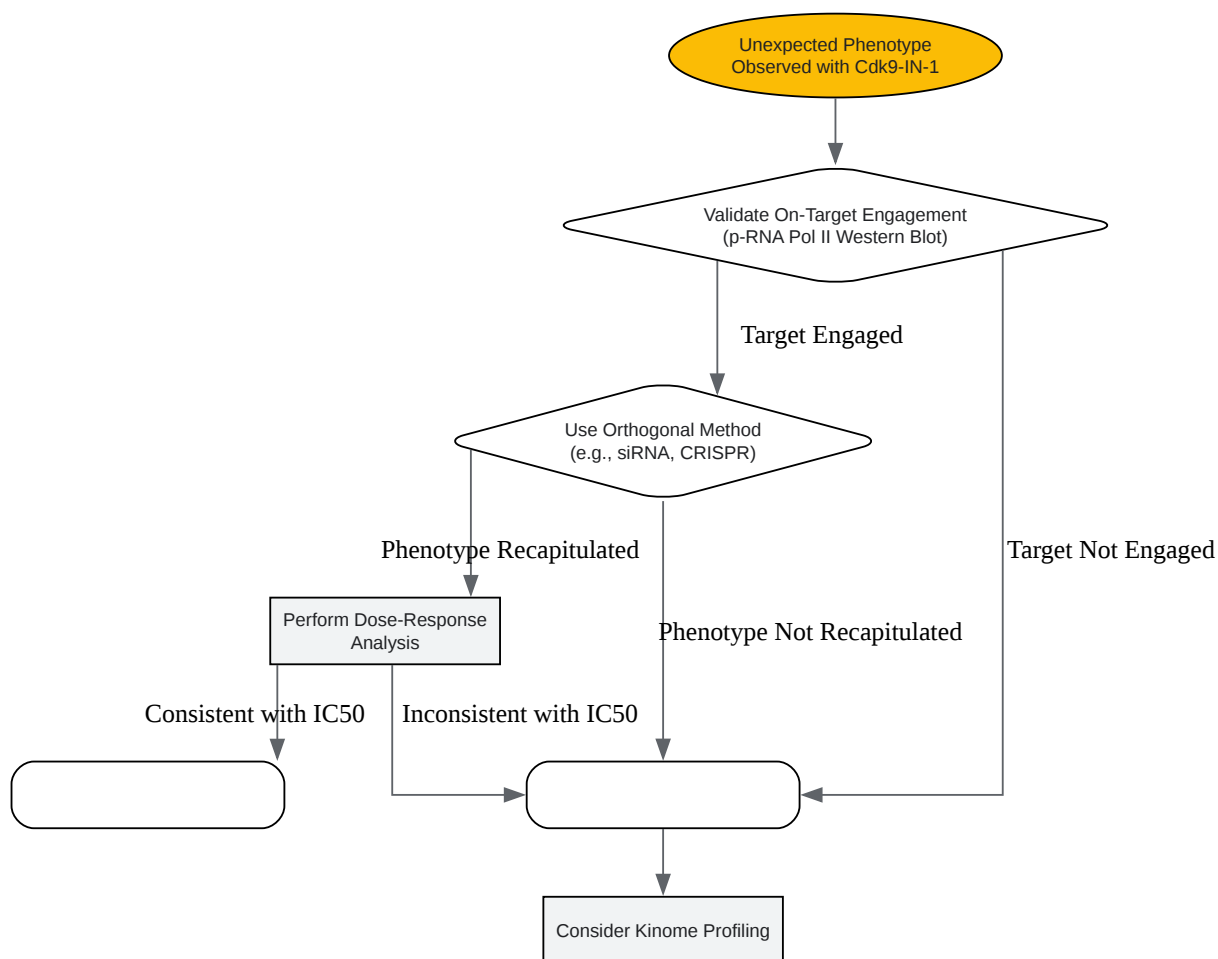 Unexpected Phenotype
Observed with Cdk9-IN-1
Validate On-Target Engagement
(p-RNA Pol II Western Blot)
Target Engaged
Use Orthogonal Method
(e.g., siRNA, CRISPR)
Phenotype Recapitulated
Target Not Engaged
Perform Dose-Response
Analysis
Phenotype Not Recapitulated
Consistent with IC50
Inconsistent with IC50
Consider Kinome Profiling